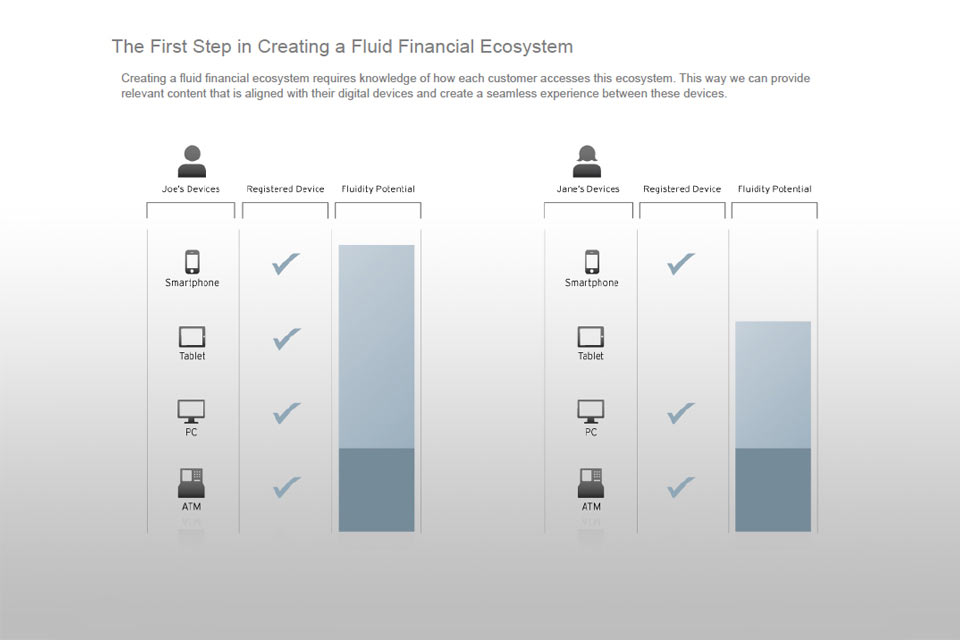 The First Step in Creating a Fluid Financial Ecosystem
Creating a fluid financial ecosystem requires knowledge of how each customer accesses this ecosystem. This way we can provide
relevant content that is aligned with their digital devices and create a seamless experience between these devices.
Joe's Devices Registered Device Fluidity Potential
Smartphone
Tablet
PC
ATM
Jane's Devices Registered Device Fluidity Potential
Smartphone
Tablet
PC
ATM